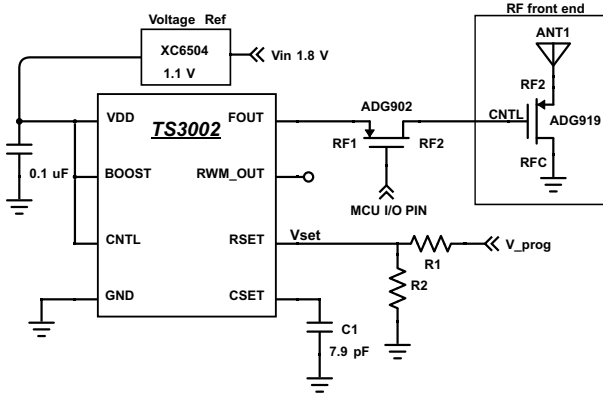 Voltage Ref
XC6504
1.1 V
Vin 1.8 V
RF front end
ANT1
RF2
CNTL
ADG919
RFC
TS3002
VDD
FOUT
ADG902
RF1
RF2
0.1 uF
BOOST
RWM_OUT
MCU I/O PIN
CNTL
RSET
Vset
V_prog
R1
R2
GND
CSET
C1
7.9 pF